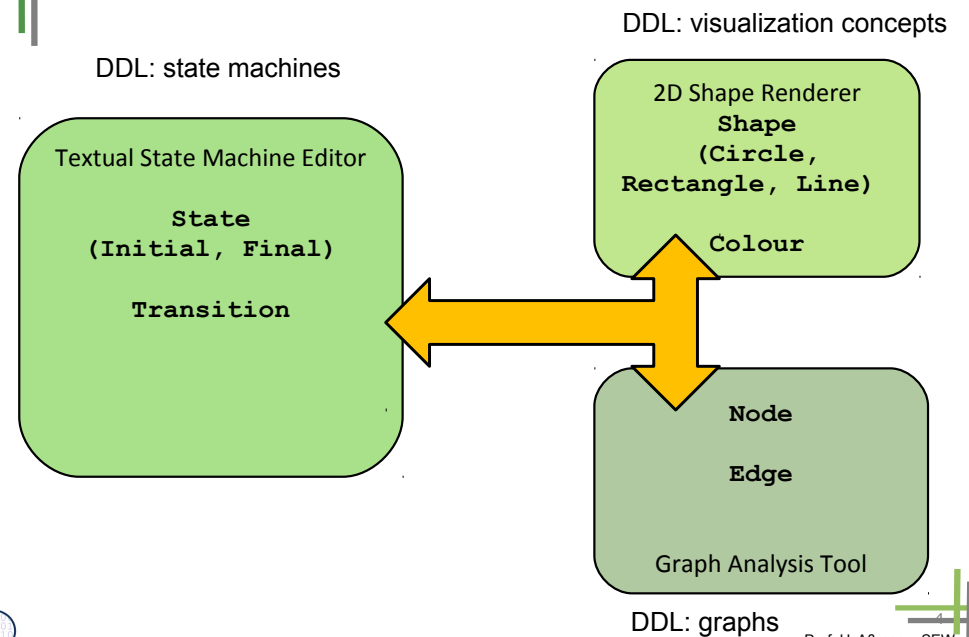 DDL: visualization concepts
DDL: state machines
2D Shape Renderer
Shape
(Circle,
Rectangle, Line)
Colour
Textual State Machine Editor
State
(Initial, Final)
Transition
Node
Edge
Graph Analysis Tool
DDL: graphs